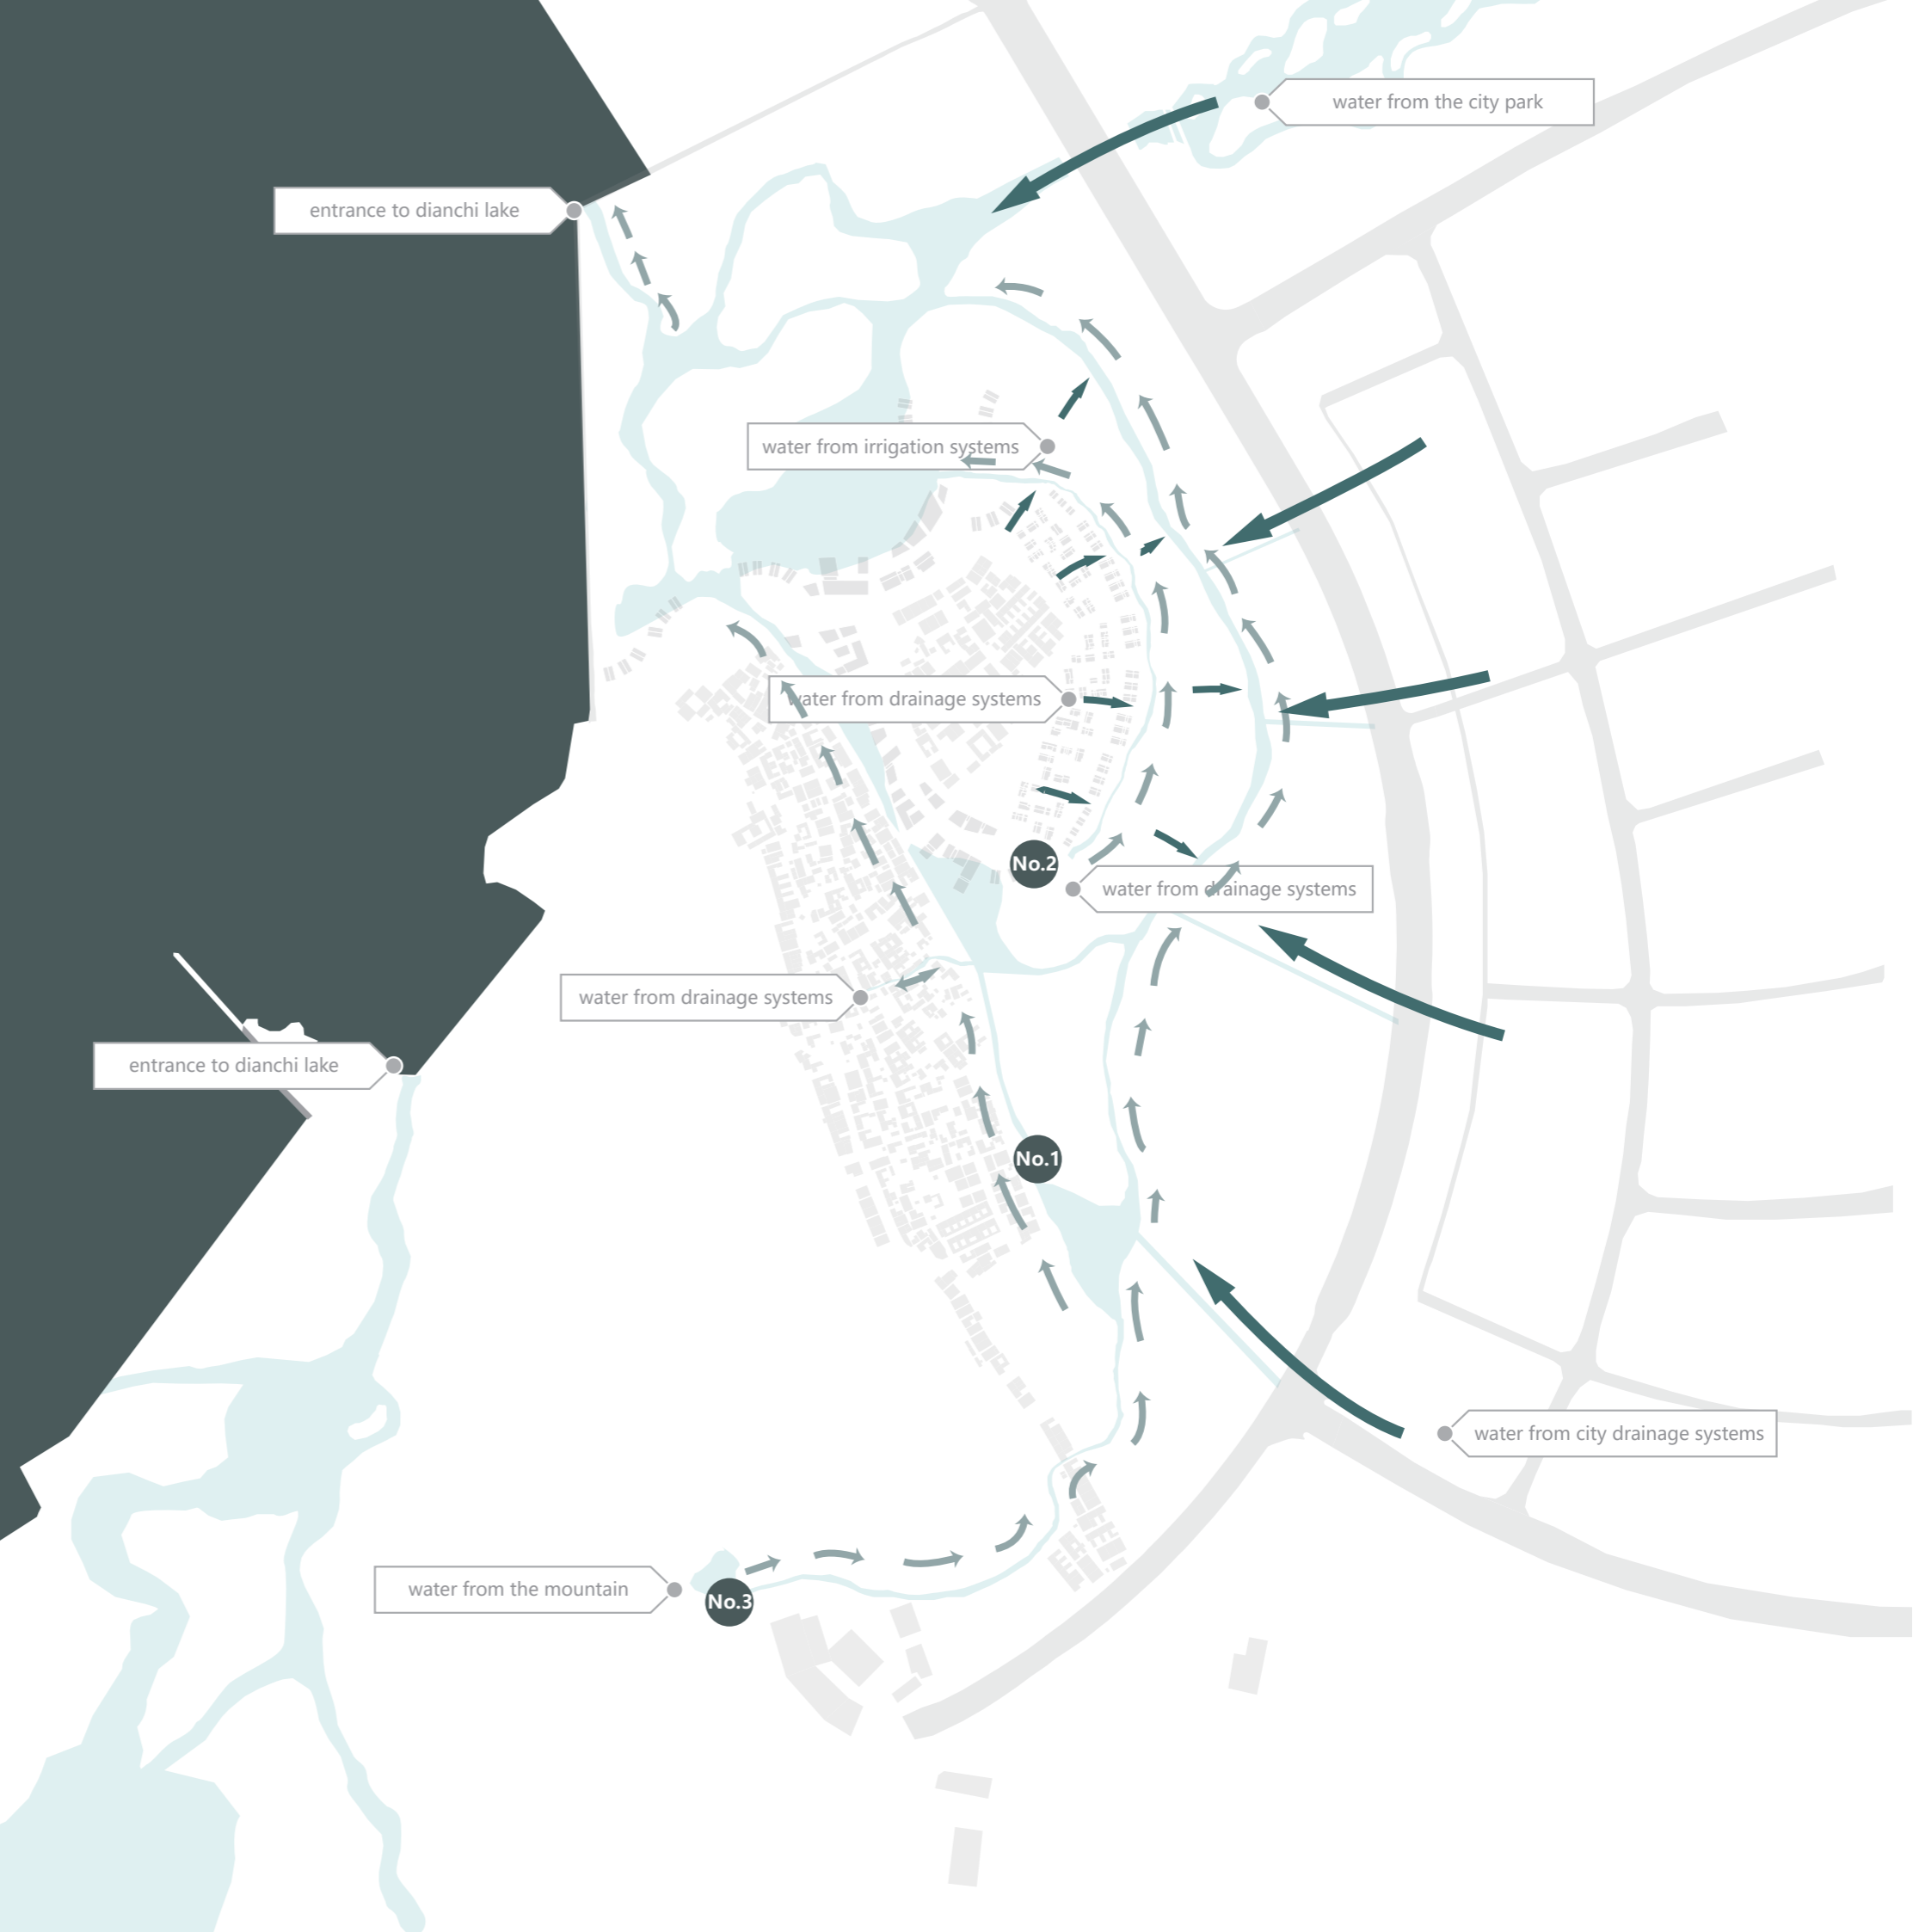 water from the city park
entrance to dianchi lake
water from irrigation systems
water from drainage systems
No.2
water from drainage systems
water from drainage systems
entrance to dianchi lake
No.1
water from city drainage systems
water from the mountain
No.3